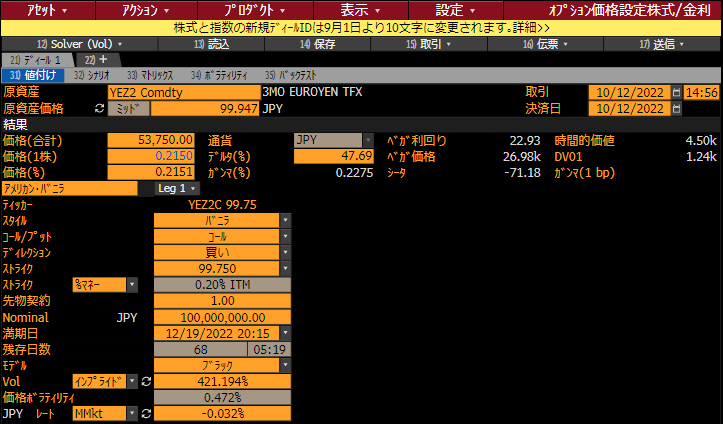 ｱｾｯﾄ ▾ ｱｸｼｮﾝ ▾ ﾌﾟﾛﾀﾞｸﾄ ▾ 表示 ▾ 設定 ▾ ｵﾌﾟｼｮﾝ価格設定株式/金利
株式と指数の新規ﾃﾞｨｰﾙIDは9月1日より10文字に変更されます｡詳細>>
12) Solver (Vol) ▾ 13) 読込 14) 保存 15) 取引 ▾ 16) 伝票 ▾ 17) 送信 ▾
21) ﾃﾞｨｰﾙ 1 22) +
31) 値付け 32) ｼﾅﾘｵ 33) ﾏﾄﾘｯｸｽ 34) ﾎﾞﾗﾃｨﾘﾃｨ 35) ﾊﾞｯｸﾃｽﾄ
原資産 YEZ2 Comdty 3MO EUROYEN TFX 取引 10/12/2022 14:56
原資産価格 ﾐｯﾄﾞ 99.947 JPY 決済日 10/12/2022
結果
価格(合計) 53,750.00 通貨 JPY ﾍﾞｶﾞ利回り 22.93 時間的価値 4.50k
価格(1株) 0.2150 ﾃﾞﾙﾀ(%) 47.69 ﾍﾞｶﾞ価格 26.98k DV01 1.24k
価格(%) 0.2151 ｶﾞﾝﾏ(%) 0.2275 ｼｰﾀ -71.18 ｶﾞﾝﾏ(1 bp)
ｱﾒﾘｶﾝ･ﾊﾞﾆﾗ Leg 1 ▾
ﾃｨｯｶｰ YEZ2C 99.75
ｽﾀｲﾙ ﾊﾞﾆﾗ
ｺｰﾙ/ﾌﾟｯﾄ ｺｰﾙ
ﾃﾞｨﾚｸｼｮﾝ 買い
ｽﾄﾗｲｸ 99.750
ｽﾄﾗｲｸ %ﾏﾈｰ 0.20% ITM
先物契約 1.00
Nominal JPY 100,000,000.00
満期日 12/19/2022 20:15
残存日数 68 05:19
ﾓﾃﾞﾙ ﾌﾞﾗｯｸ
Vol ｲﾝﾌﾟﾗｲﾄﾞ 421.194%
価格ﾎﾞﾗﾃｨﾘﾃｨ 0.472%
JPY ﾚｰﾄ MMkt -0.032%